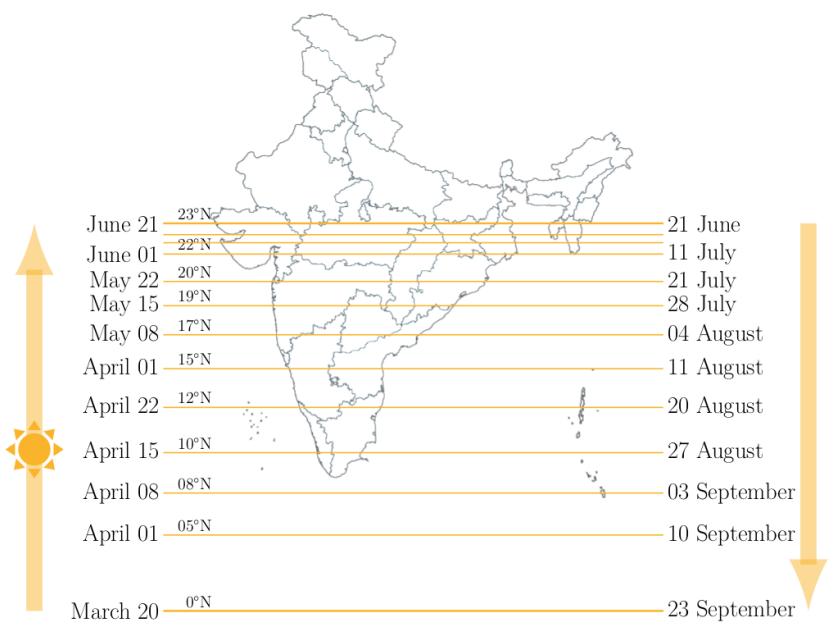 June 21 23°N 21 June
June 01 22°N 11 July
May 22 20°N 21 July
May 15 19°N 28 July
May 08 17°N 04 August
April 01 15°N 11 August
April 22 12°N 20 August
April 15 10°N 27 August
April 08 08°N 03 September
April 01 05°N 10 September
March 20 0°N 23 September